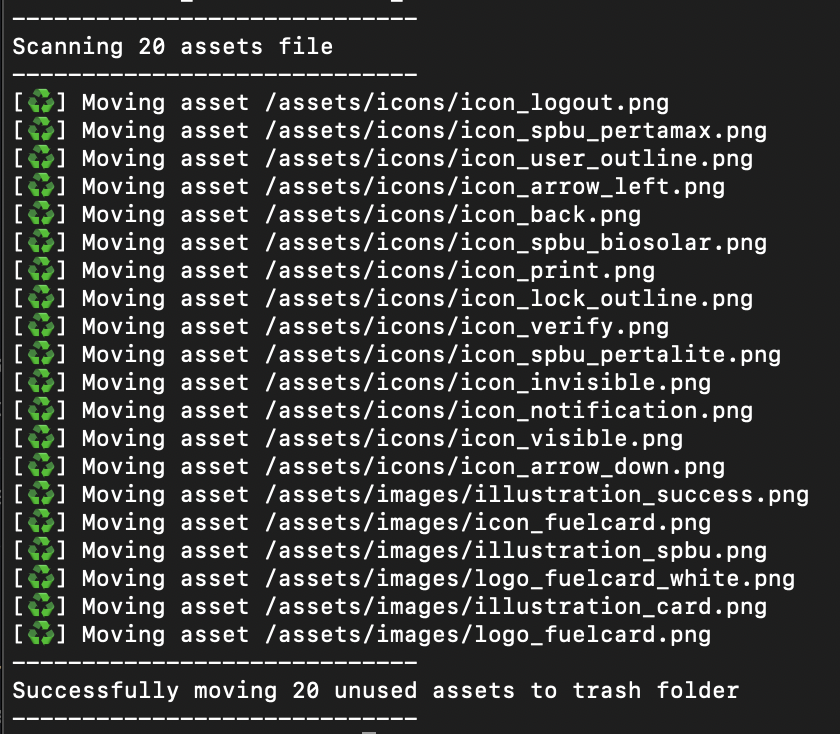 ------------------------------
Scanning 20 assets file
------------------------------
[♻️] Moving asset /assets/icons/icon_logout.png
[♻️] Moving asset /assets/icons/icon_spbu_pertamax.png
[♻️] Moving asset /assets/icons/icon_user_outline.png
[♻️] Moving asset /assets/icons/icon_arrow_left.png
[♻️] Moving asset /assets/icons/icon_back.png
[♻️] Moving asset /assets/icons/icon_spbu_biosolar.png
[♻️] Moving asset /assets/icons/icon_print.png
[♻️] Moving asset /assets/icons/icon_lock_outline.png
[♻️] Moving asset /assets/icons/icon_verify.png
[♻️] Moving asset /assets/icons/icon_spbu_pertalite.png
[♻️] Moving asset /assets/icons/icon_invisible.png
[♻️] Moving asset /assets/icons/icon_notification.png
[♻️] Moving asset /assets/icons/icon_visible.png
[♻️] Moving asset /assets/icons/icon_arrow_down.png
[♻️] Moving asset /assets/images/illustration_success.png
[♻️] Moving asset /assets/images/icon_fuelcard.png
[♻️] Moving asset /assets/images/illustration_spbu.png
[♻️] Moving asset /assets/images/logo_fuelcard_white.png
[♻️] Moving asset /assets/images/illustration_card.png
[♻️] Moving asset /assets/images/logo_fuelcard.png
------------------------------
Successfully moving 20 unused assets to trash folder
------------------------------